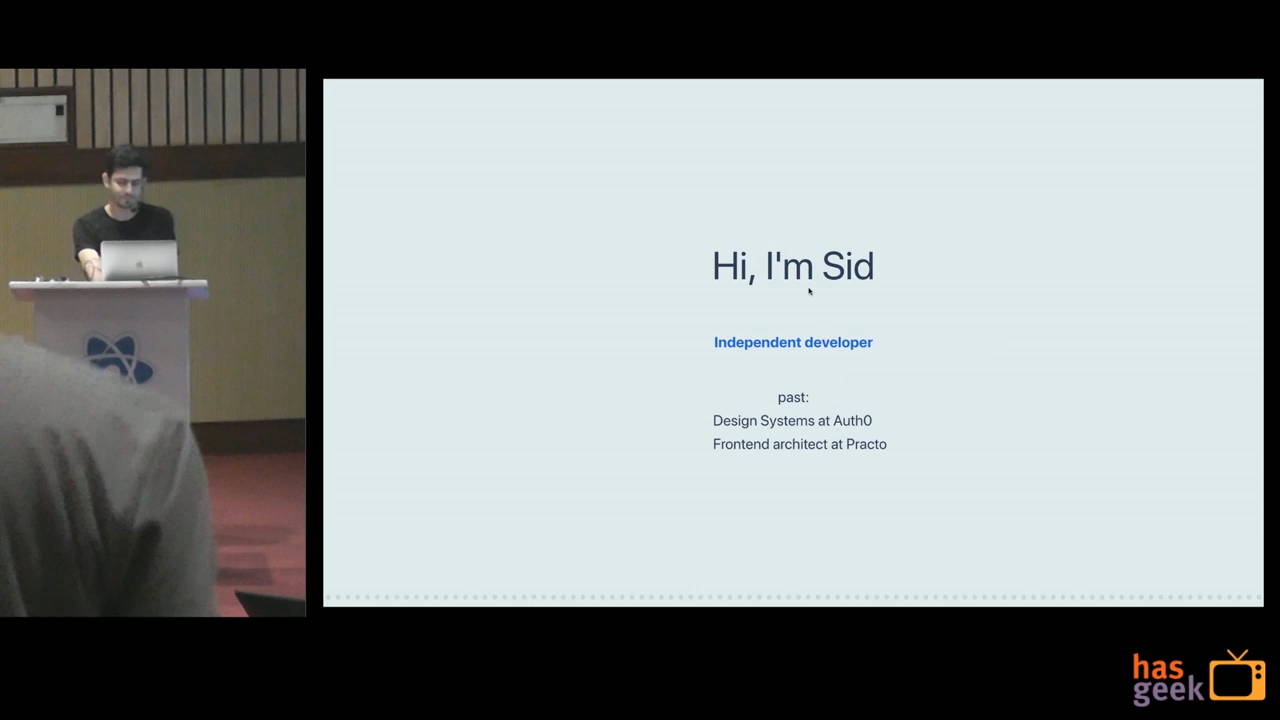 Hi, I'm Sid
Independent developer
past:
Design Systems at Auth0
Frontend architect at Practo
has
geek